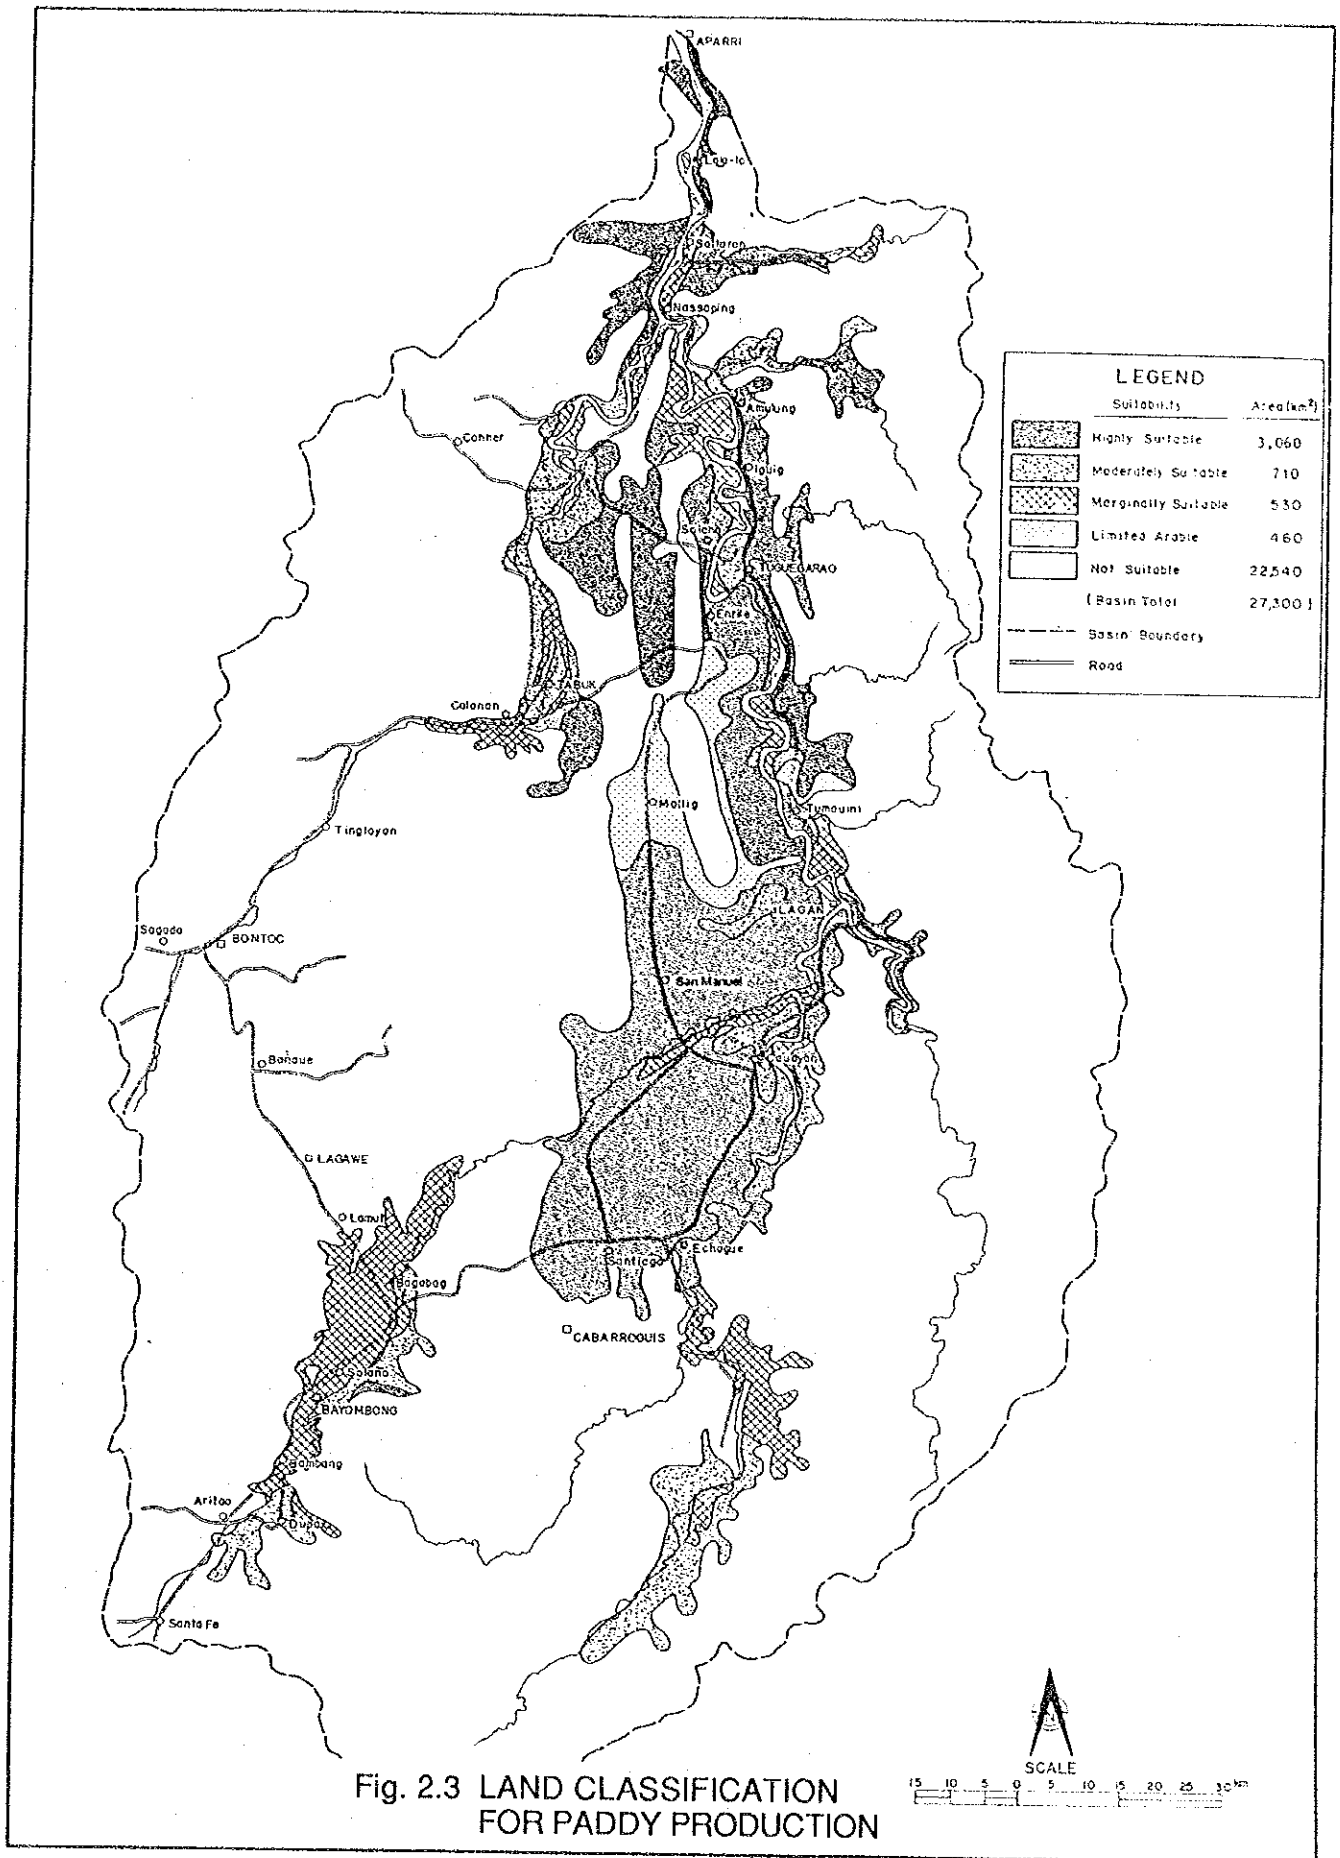 APARRI
Lala-lo
Gattaran
Nassaping
LEGEND
Suitability Area (km²)
Highly Suitable 3,060
Moderately Suitable 710
Marginally Suitable 530
Limited Arable 460
Not Suitable 22,540
(Basin Total 27,300)
Basin Boundary
Road
Amulung
Conner
Iguig
TUGUEGARAO
Enrile
TABUK
Calanan
Mallig
Tumauini
Tinglayan
ILAGAN
Sagada
BONTOC
San Manuel
Banaue
Cauayan
LAGAWE
Lamut
Echague
Santiago
Bagabag
CABARROGUIS
Solano
BAYOMBONG
Bambang
Aritao
Dupax
Santa Fe
SCALE
15 10 5 0 5 10 15 20 25 30 km
Fig. 2.3 LAND CLASSIFICATION
FOR PADDY PRODUCTION